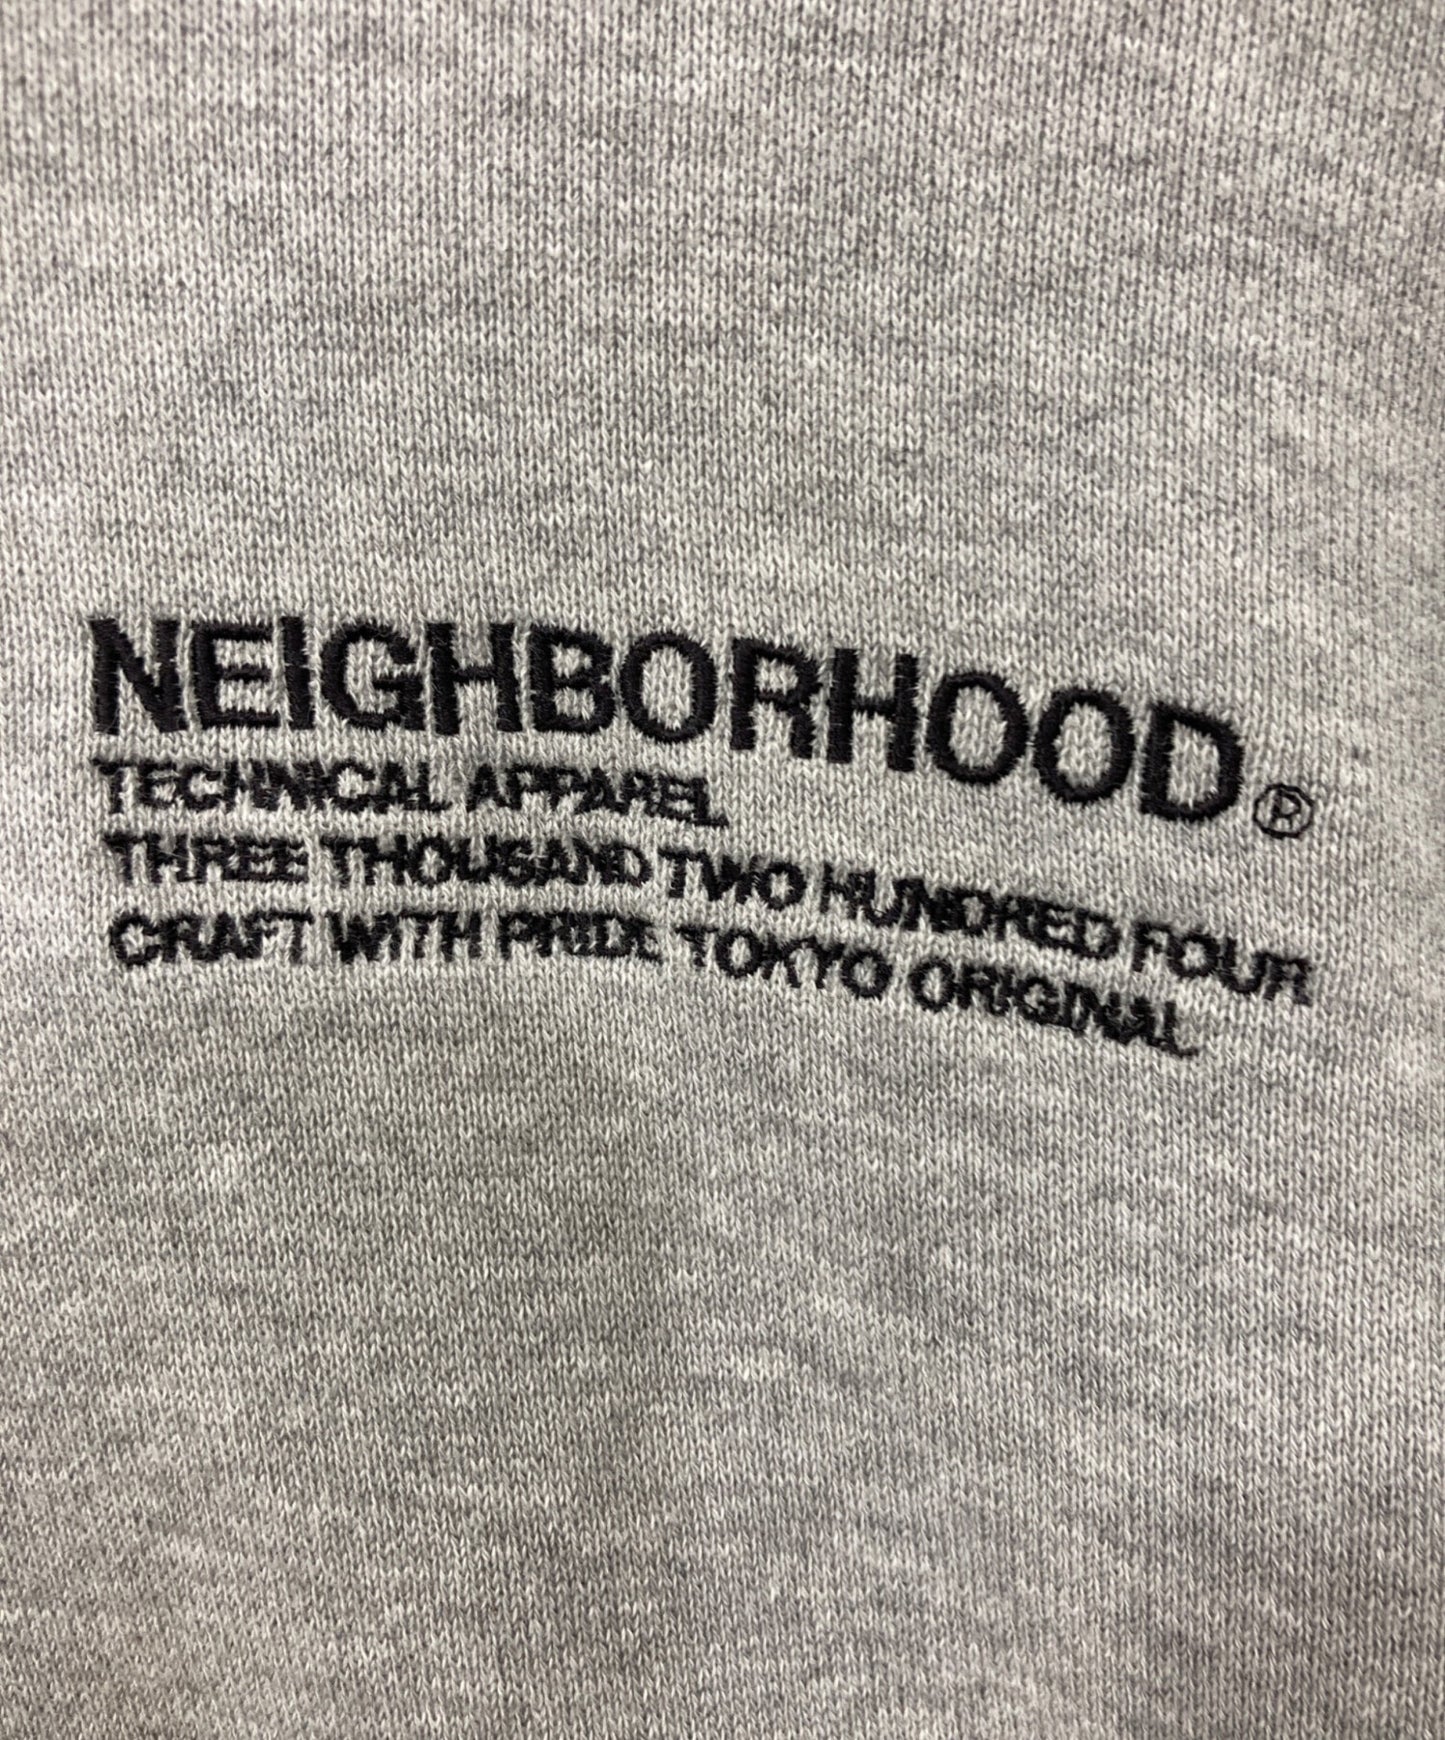 NEIGHBORHOOD®
TECHNICAL APPAREL
THREE THOUSAND TWO HUNDRED FOUR
CRAFT WITH PRIDE TOKYO ORIGINAL